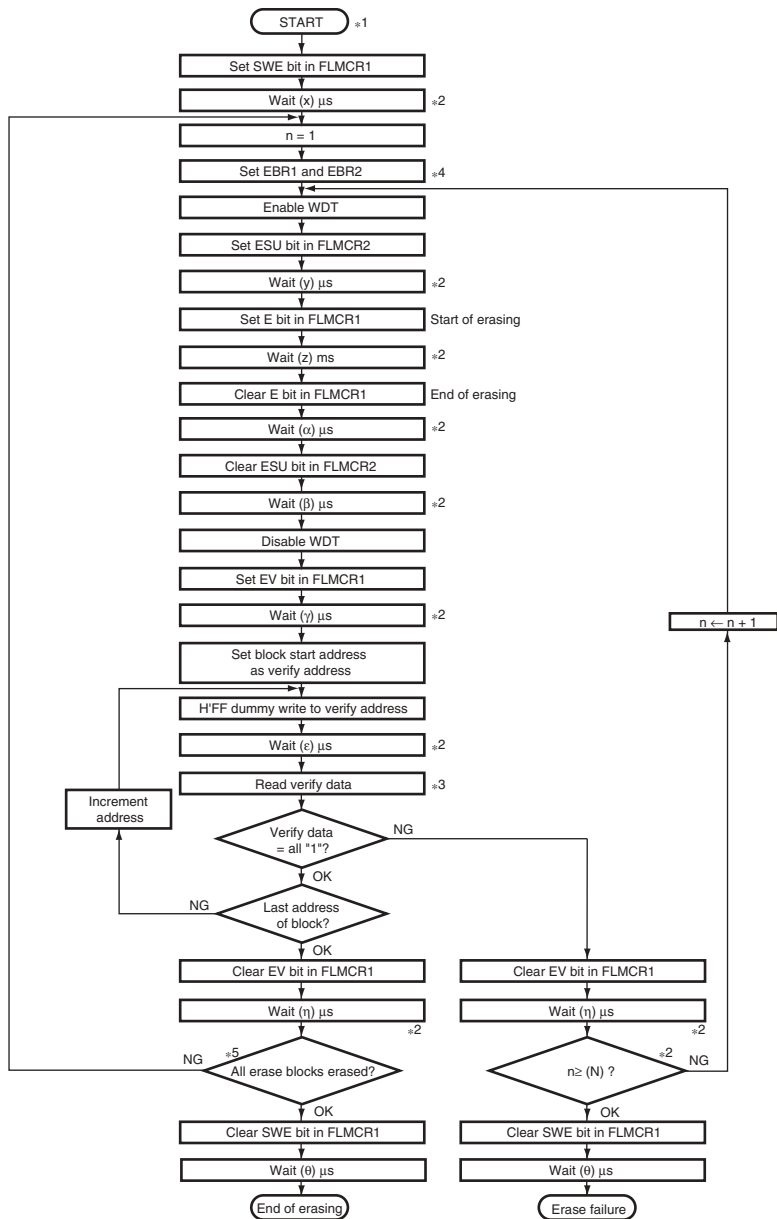 START *1
Set SWE bit in FLMCR1
Wait (x) μs *2
n = 1
Set EBR1 and EBR2 *4
Enable WDT
Set ESU bit in FLMCR2
Wait (y) μs *2
Set E bit in FLMCR1 Start of erasing
Wait (z) ms *2
Clear E bit in FLMCR1 End of erasing
Wait (α) μs *2
Clear ESU bit in FLMCR2
Wait (β) μs *2
Disable WDT
Set EV bit in FLMCR1
Wait (γ) μs *2
n ← n + 1
Set block start address
as verify address
H'FF dummy write to verify address
Wait (ε) μs *2
Read verify data *3
Increment
address
Verify data
= all "1"?
NG
OK
NG
Last address
of block?
OK
Clear EV bit in FLMCR1
Wait (η) μs
*2
NG
*5
All erase blocks erased?
OK
Clear SWE bit in FLMCR1
Wait (θ) μs
End of erasing
Clear EV bit in FLMCR1
Wait (η) μs
*2
*2
n≥ (N) ?
NG
OK
Clear SWE bit in FLMCR1
Wait (θ) μs
Erase failure